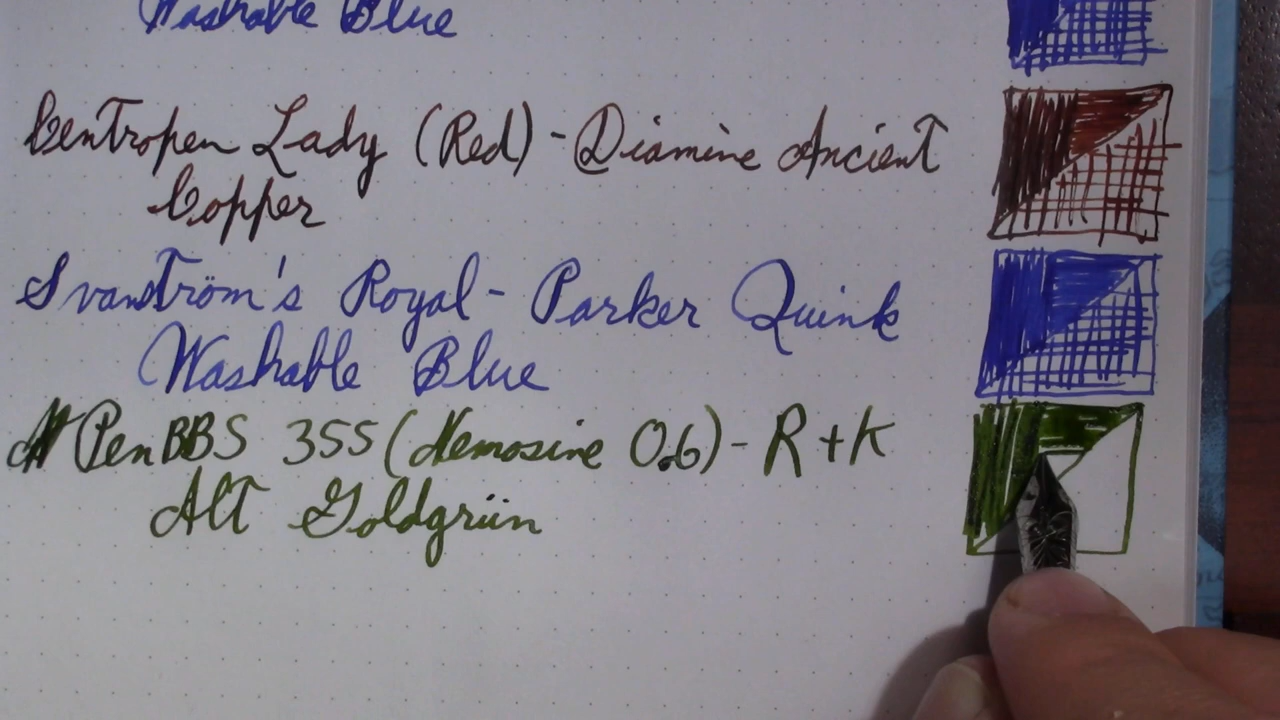 Washable Blue
Centropen Lady (Red) - Diamine Ancient
Copper
Svanström's Royal - Parker Quink
Washable Blue
PenBBS 355 (Nemosine 0.6) - R+K
Alt Goldgrün